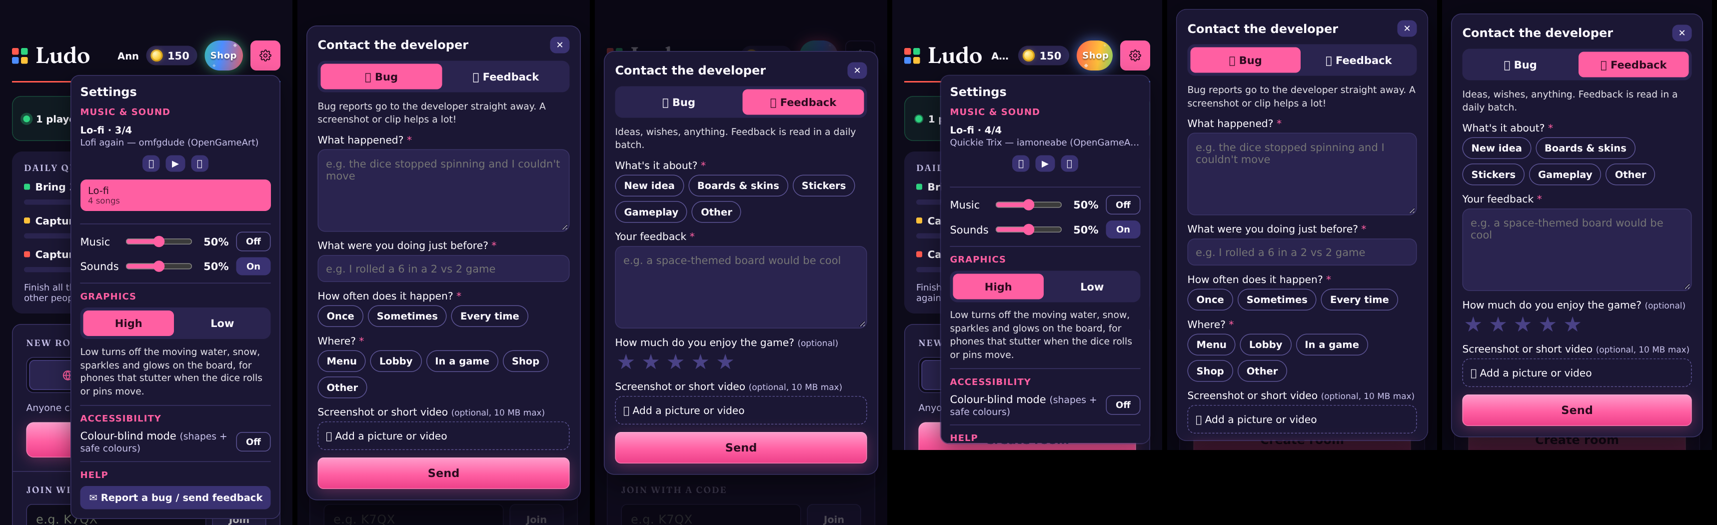 Ludo
Ann
150
Shop
Settings
MUSIC & SOUND
Lo-fi · 3/4
Lofi again — omfgdude (OpenGameArt)
Lo-fi
4 songs
Music
50%
Off
Sounds
50%
On
GRAPHICS
High
Low
Low turns off the moving water, snow,
sparkles and glows on the board, for
phones that stutter when the dice rolls
or pins move.
ACCESSIBILITY
Colour-blind mode (shapes +
safe colours)
Off
HELP
✉ Report a bug / send feedback
1 play
DAILY Q
Bring
Captur
Captur
Finish all t
other peop
NEW RO
Anyone c
JOIN WI
e.g. K7QX
Join
Contact the developer
✕
Bug
Feedback
Bug reports go to the developer straight away. A
screenshot or clip helps a lot!
What happened? *
e.g. the dice stopped spinning and I couldn't
move
What were you doing just before? *
e.g. I rolled a 6 in a 2 vs 2 game
How often does it happen? *
Once
Sometimes
Every time
Where? *
Menu
Lobby
In a game
Shop
Other
Screenshot or short video (optional, 10 MB max)
Add a picture or video
Send
e.g. K7QX
Join
Ludo
Contact the developer
✕
Bug
Feedback
Ideas, wishes, anything. Feedback is read in a daily
batch.
What's it about? *
New idea
Boards & skins
Stickers
Gameplay
Other
Your feedback *
e.g. a space-themed board would be cool
How much do you enjoy the game? (optional)
★ ★ ★ ★ ★
Screenshot or short video (optional, 10 MB max)
Add a picture or video
Send
JOIN WITH A CODE
e.g. K7QX
Join
Ludo
A...
150
Shop
Settings
MUSIC & SOUND
Lo-fi · 4/4
Quickie Trix — iamoneabe (OpenGameA...
Music
50%
Off
Sounds
50%
On
GRAPHICS
High
Low
Low turns off the moving water, snow,
sparkles and glows on the board, for
phones that stutter when the dice rolls
or pins move.
ACCESSIBILITY
Colour-blind mode (shapes +
safe colours)
Off
HELP
1 p
DAIL
Br
Ca
Ca
Finish
again
NEW
Anyo
Create room
Contact the developer
✕
Bug
Feedback
Bug reports go to the developer straight away. A
screenshot or clip helps a lot!
What happened? *
e.g. the dice stopped spinning and I
couldn't move
What were you doing just before? *
e.g. I rolled a 6 in a 2 vs 2 game
How often does it happen? *
Once
Sometimes
Every time
Where? *
Menu
Lobby
In a game
Shop
Other
Screenshot or short video (optional, 10 MB max)
Add a picture or video
Create room
Contact the developer
✕
Bug
Feedback
Ideas, wishes, anything. Feedback is read in a
daily batch.
What's it about? *
New idea
Boards & skins
Stickers
Gameplay
Other
Your feedback *
e.g. a space-themed board would be
cool
How much do you enjoy the game? (optional)
★ ★ ★ ★ ★
Screenshot or short video (optional, 10 MB max)
Add a picture or video
Send
Create room